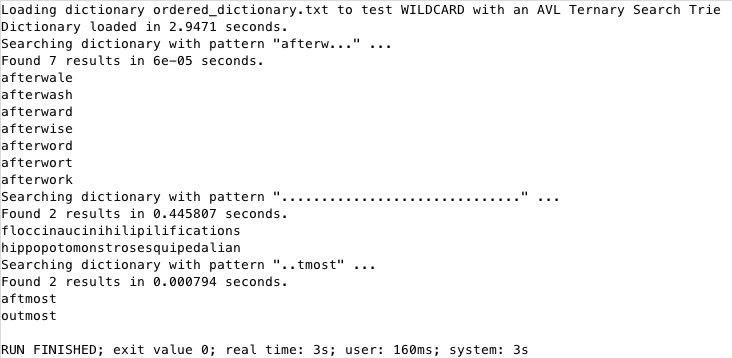 Loading dictionary ordered_dictionary.txt to test WILDCARD with an AVL Ternary Search Trie
Dictionary loaded in 2.9471 seconds.
Searching dictionary with pattern "afterw..." ...
Found 7 results in 6e-05 seconds.
afterwale
afterwash
afterward
afterwise
afterword
afterwort
afterwork
Searching dictionary with pattern ".............................." ...
Found 2 results in 0.445807 seconds.
floccinaucinihilipilifications
hippopotomonstrosesquipedalian
Searching dictionary with pattern "..tmost" ...
Found 2 results in 0.000794 seconds.
aftmost
outmost
RUN FINISHED; exit value 0; real time: 3s; user: 160ms; system: 3s